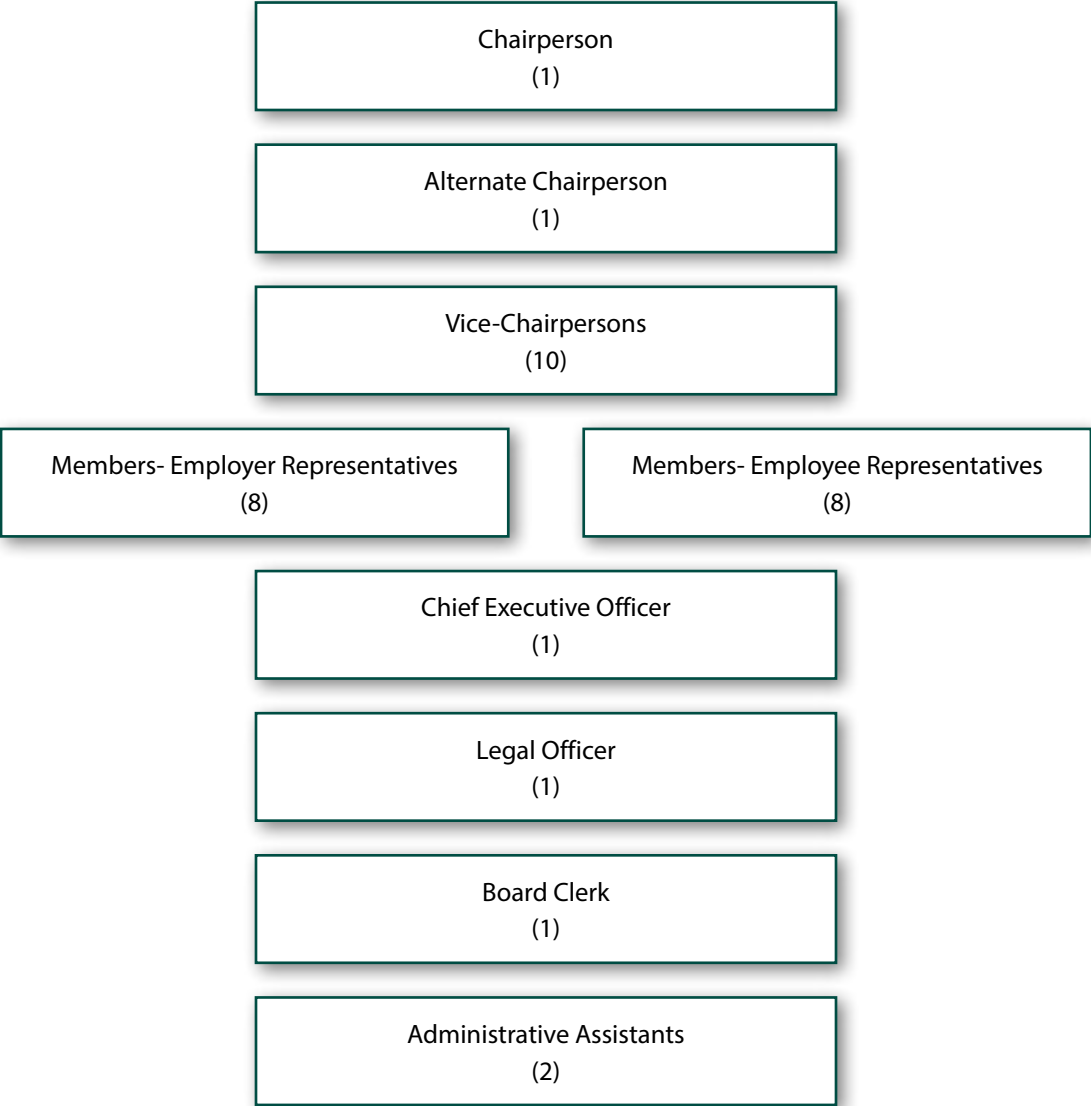 Chairperson
(1)
Alternate Chairperson
(1)
Vice-Chairpersons
(10)
Members- Employer Representatives
(8)
Members- Employee Representatives
(8)
Chief Executive Officer
(1)
Legal Officer
(1)
Board Clerk
(1)
Administrative Assistants
(2)